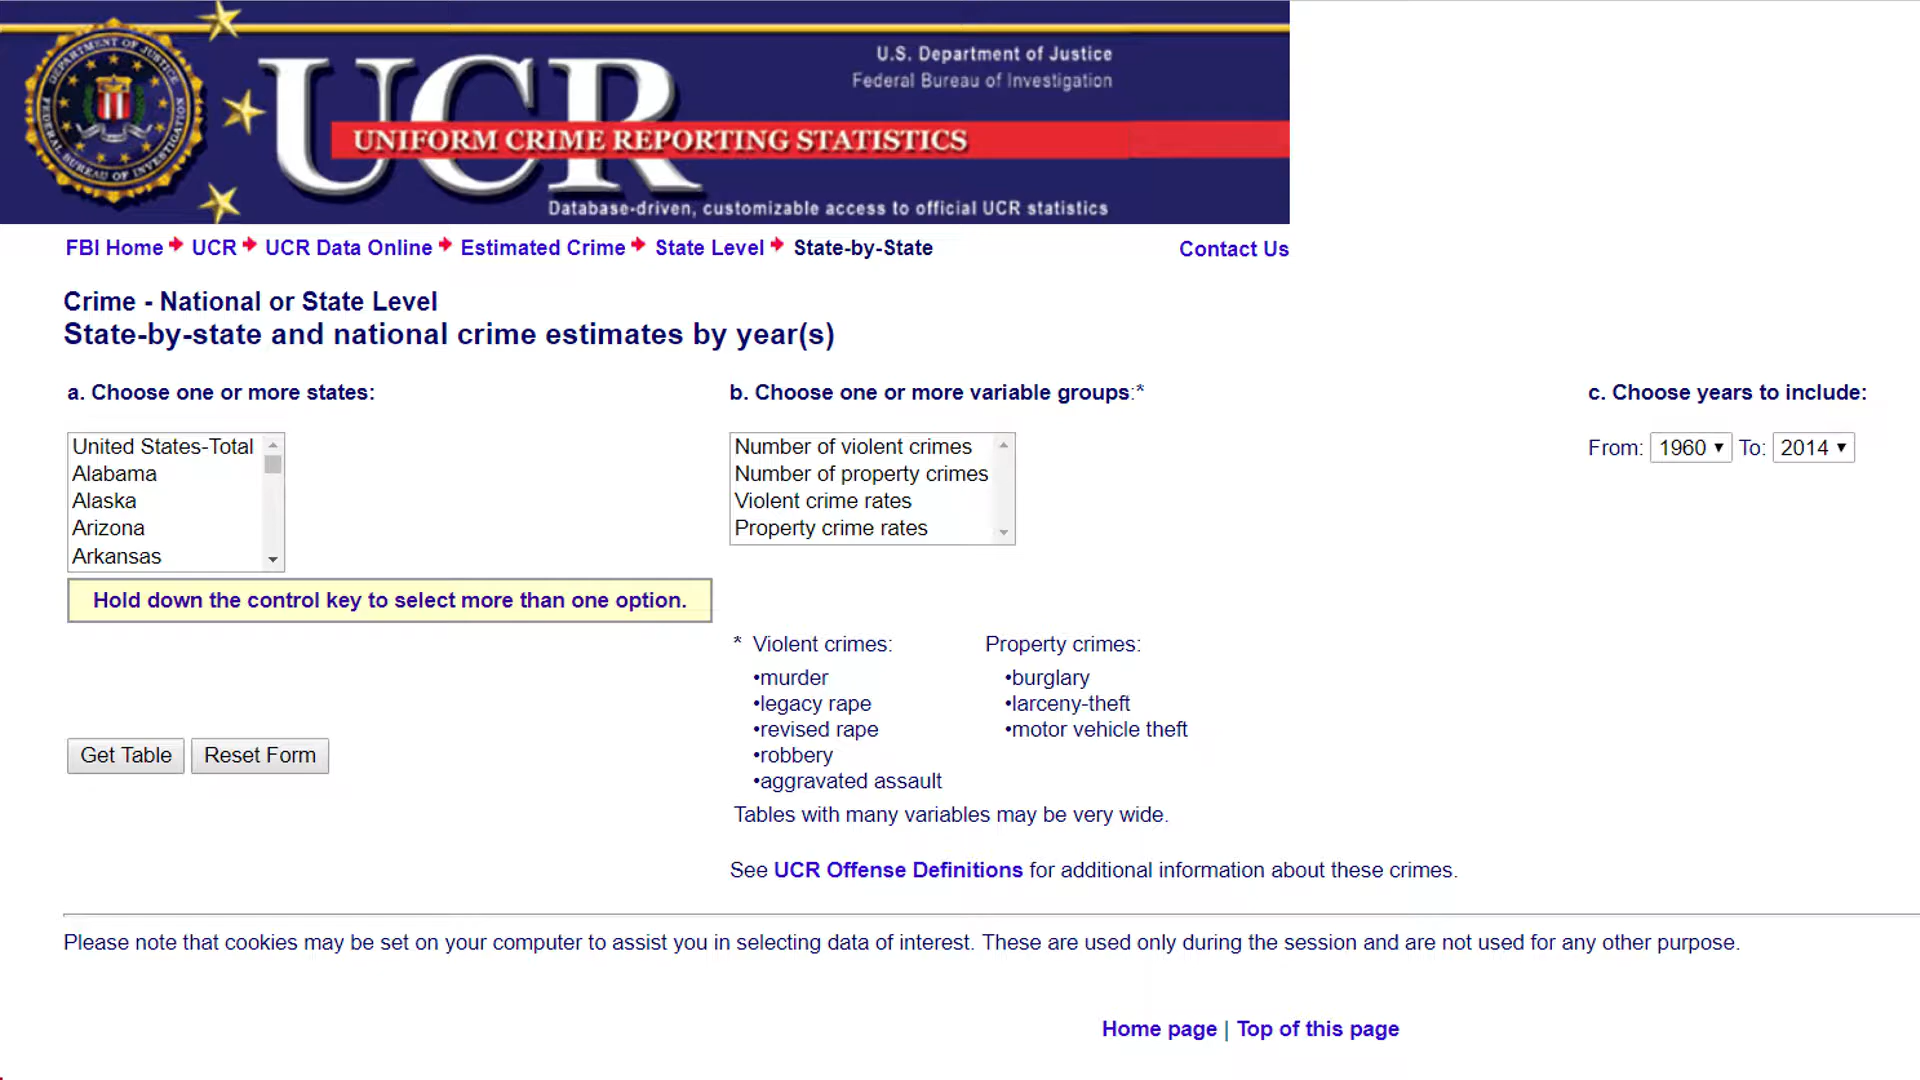 DEPARTMENT OF JUSTICE
FEDERAL BUREAU OF INVESTIGATION
UCR
U.S. Department of Justice
Federal Bureau of Investigation
UNIFORM CRIME REPORTING STATISTICS
Database-driven, customizable access to official UCR statistics
FBI Home UCR UCR Data Online Estimated Crime State Level State-by-State Contact Us
Crime - National or State Level
State-by-state and national crime estimates by year(s)
a. Choose one or more states: b. Choose one or more variable groups:* c. Choose years to include:
United States-Total
Alabama
Alaska
Arizona
Arkansas
Number of violent crimes
Number of property crimes
Violent crime rates
Property crime rates
From: 1960 To: 2014
Hold down the control key to select more than one option.
* Violent crimes:
•murder
•legacy rape
•revised rape
•robbery
•aggravated assault
Property crimes:
•burglary
•larceny-theft
•motor vehicle theft
Get Table Reset Form
Tables with many variables may be very wide.
See UCR Offense Definitions for additional information about these crimes.
Please note that cookies may be set on your computer to assist you in selecting data of interest. These are used only during the session and are not used for any other purpose.
Home page | Top of this page